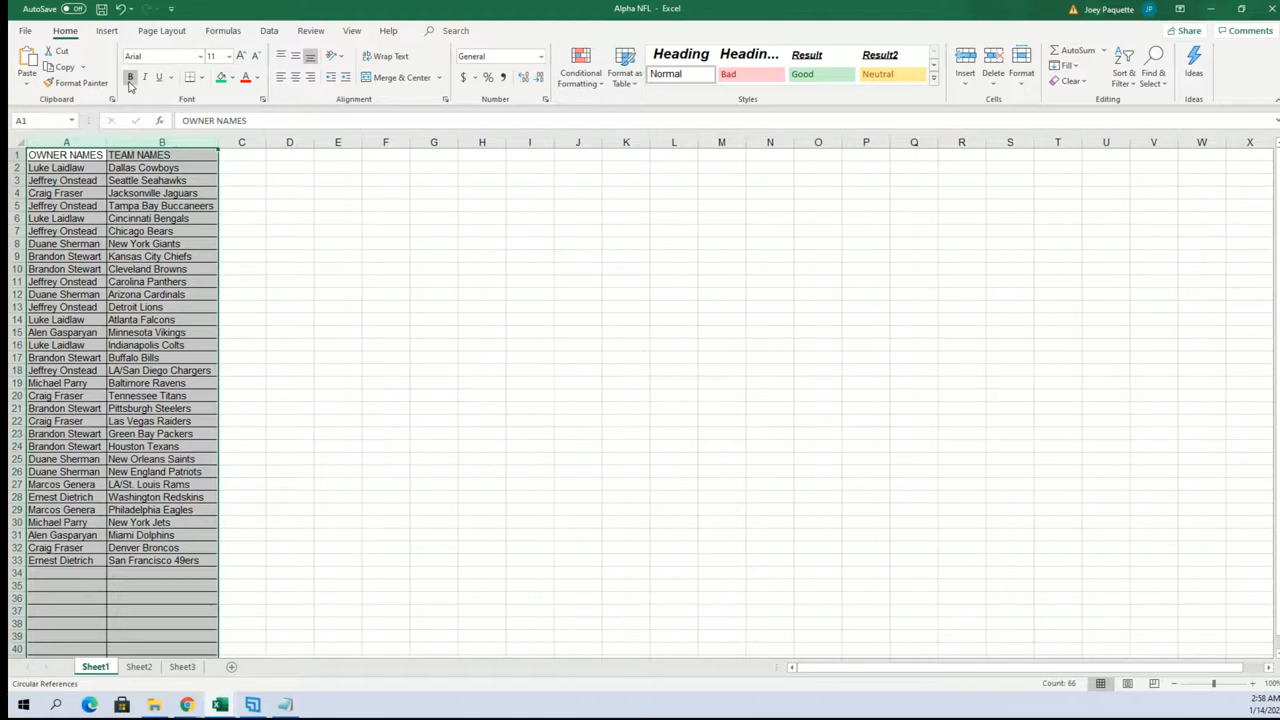 AutoSave Off Alpha NFL - Excel Joey Paquette JP
File Home Insert Page Layout Formulas Data Review View Help Search Share Comments
Paste Cut Copy Format Painter Clipboard
Arial 11 B I U A Font
Wrap Text Merge & Center Alignment
General $ % , Number
Conditional Formatting Format as Table
Heading Headin... Result Result2
Normal Bad Good Neutral
Styles
Insert Delete Format Cells
AutoSum Fill Clear Sort & Filter Find & Select Editing
Ideas Ideas
A1 fx OWNER NAMES
A B C D E F G H I J K L M N O P Q R S T U V W X
1 OWNER NAMES TEAM NAMES
2 Luke Laidlaw Dallas Cowboys
3 Jeffrey Onstead Seattle Seahawks
4 Craig Fraser Jacksonville Jaguars
5 Jeffrey Onstead Tampa Bay Buccaneers
6 Luke Laidlaw Cincinnati Bengals
7 Jeffrey Onstead Chicago Bears
8 Duane Sherman New York Giants
9 Brandon Stewart Kansas City Chiefs
10 Brandon Stewart Cleveland Browns
11 Jeffrey Onstead Carolina Panthers
12 Duane Sherman Arizona Cardinals
13 Jeffrey Onstead Detroit Lions
14 Luke Laidlaw Atlanta Falcons
15 Alen Gasparyan Minnesota Vikings
16 Luke Laidlaw Indianapolis Colts
17 Brandon Stewart Buffalo Bills
18 Jeffrey Onstead LA/San Diego Chargers
19 Michael Parry Baltimore Ravens
20 Craig Fraser Tennessee Titans
21 Brandon Stewart Pittsburgh Steelers
22 Craig Fraser Las Vegas Raiders
23 Brandon Stewart Green Bay Packers
24 Brandon Stewart Houston Texans
25 Duane Sherman New Orleans Saints
26 Duane Sherman New England Patriots
27 Marcos Genera LA/St. Louis Rams
28 Ernest Dietrich Washington Redskins
29 Marcos Genera Philadelphia Eagles
30 Michael Parry New York Jets
31 Alen Gasparyan Miami Dolphins
32 Craig Fraser Denver Broncos
33 Ernest Dietrich San Francisco 49ers
34
35
36
37
38
39
40
Sheet1 Sheet2 Sheet3
Circular References Count: 66 100%
2:58 AM
1/14/202